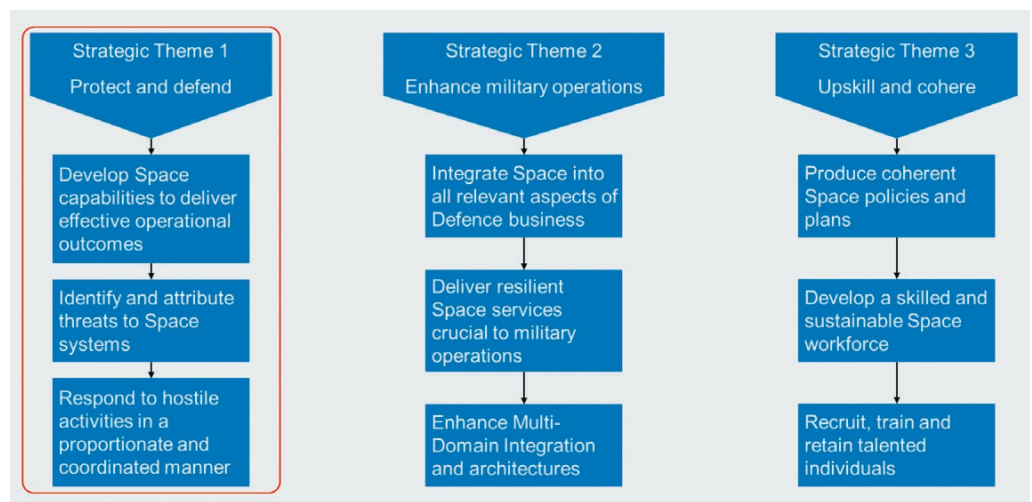 Strategic Theme 1
Protect and defend
Develop Space
capabilities to deliver
effective operational
outcomes
Identify and attribute
threats to Space
systems
Respond to hostile
activities in a
proportionate and
coordinated manner
Strategic Theme 2
Enhance military operations
Integrate Space into
all relevant aspects of
Defence business
Deliver resilient
Space services
crucial to military
operations
Enhance Multi-
Domain Integration
and architectures
Strategic Theme 3
Upskill and cohere
Produce coherent
Space policies and
plans
Develop a skilled and
sustainable Space
workforce
Recruit, train and
retain talented
individuals